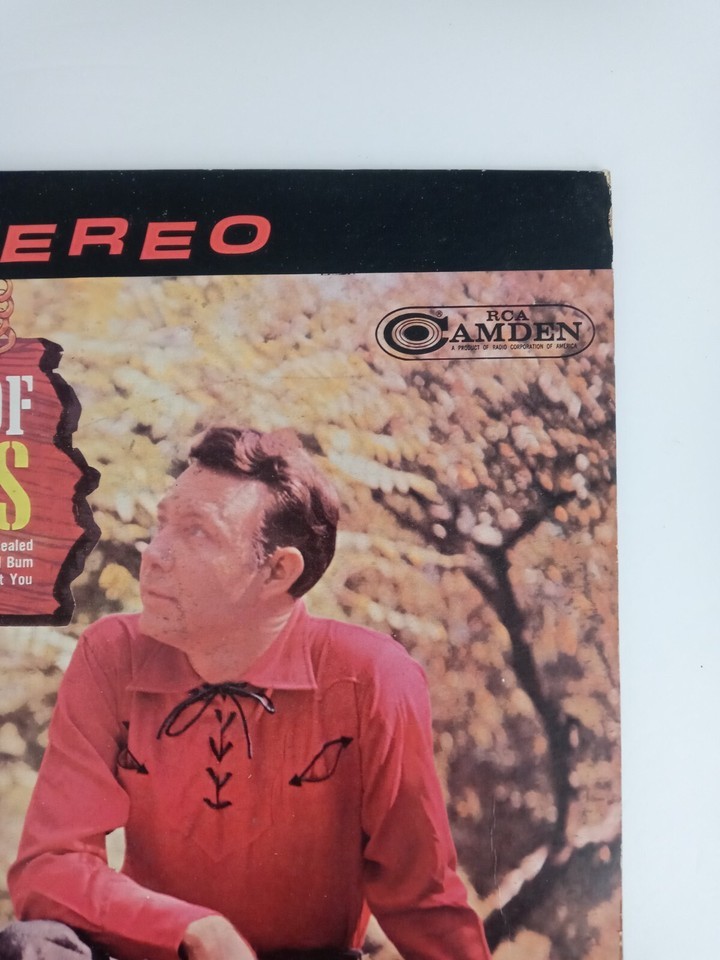 EREO
RCA
CAMDEN
®
A PRODUCT OF RADIO CORPORATION OF AMERICA
OF
S
ealed
Bum
t You